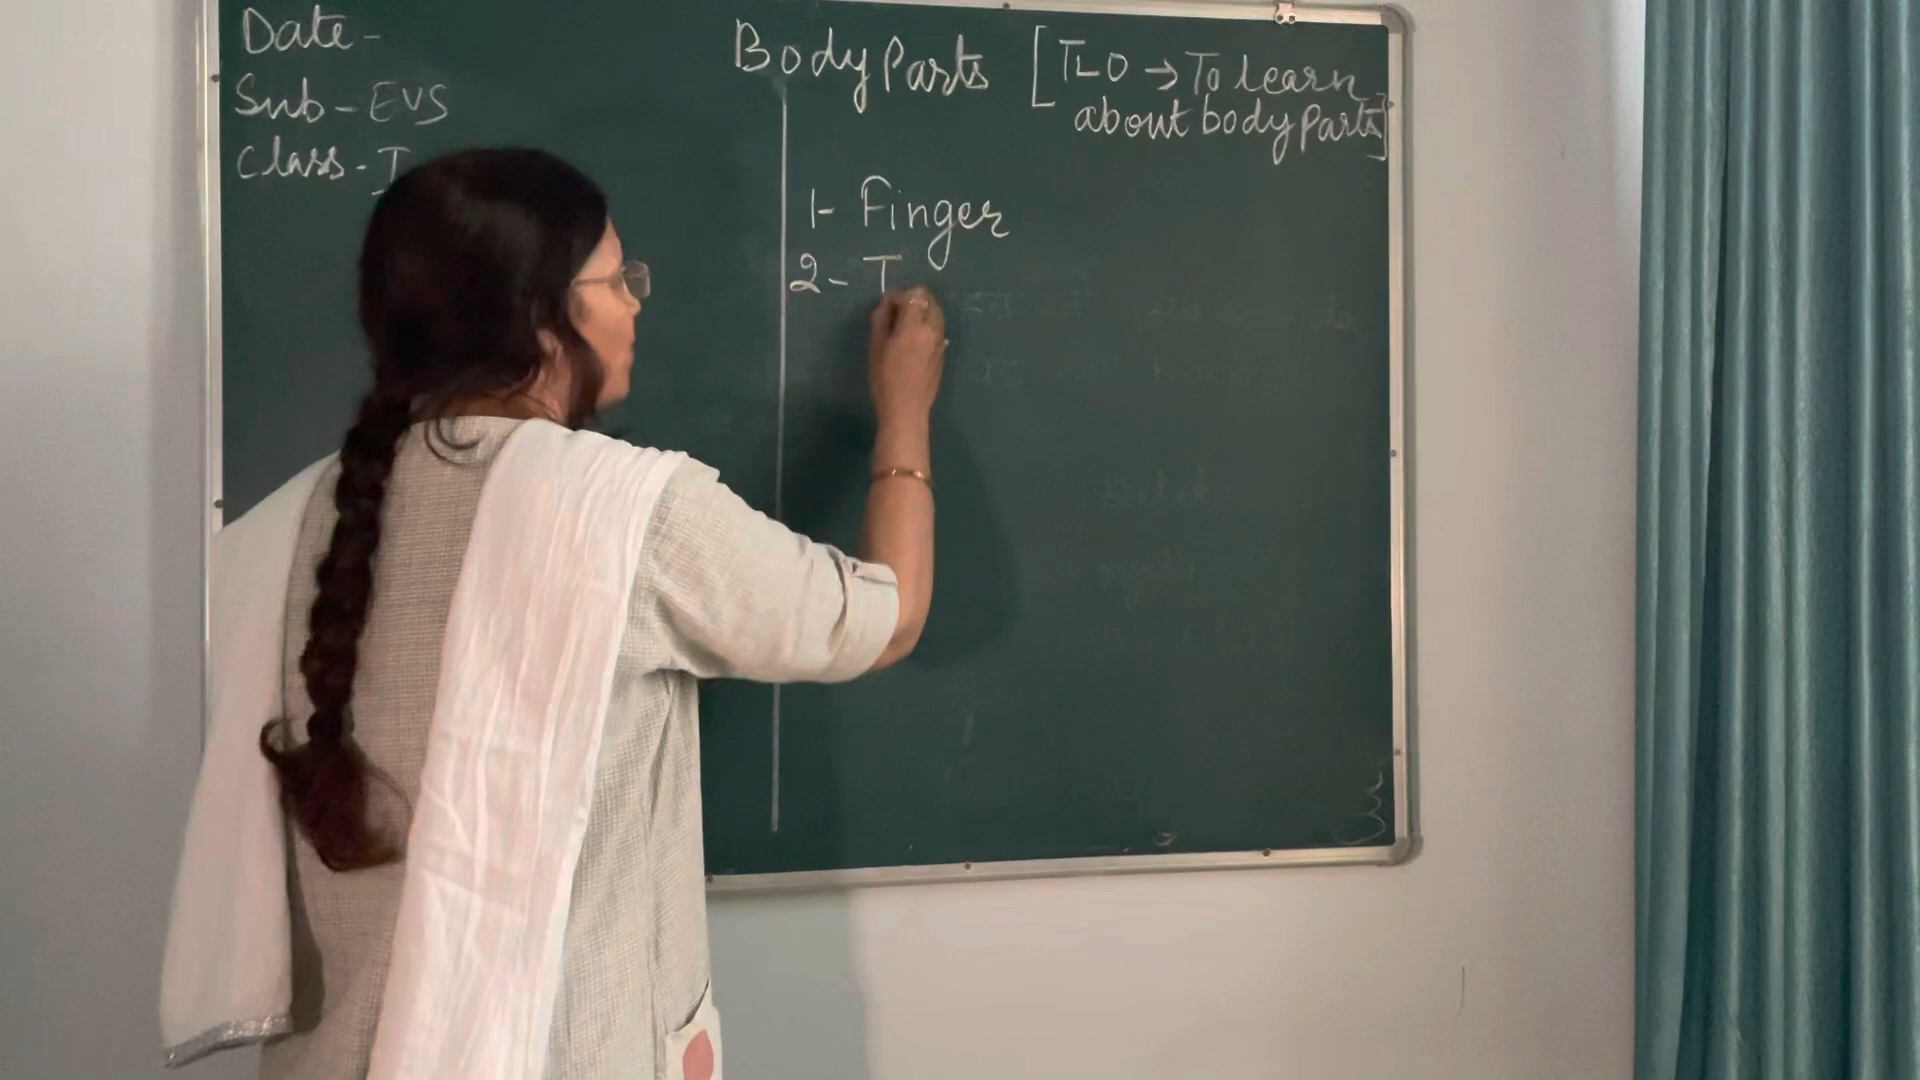 Date-
Sub- EVS
Class- I
Body Parts [TLO → To learn
about body Parts]
1- Finger
2- T